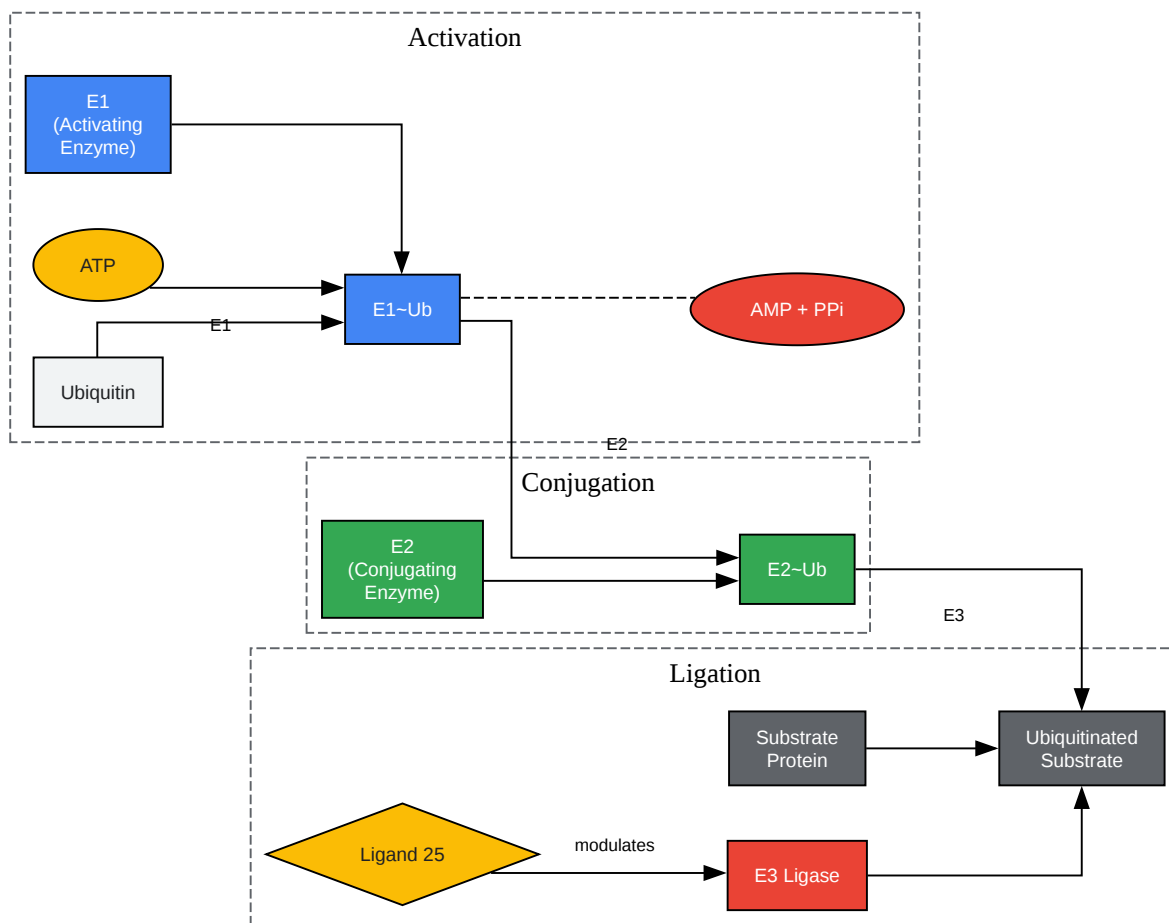 Activation
E1
(Activating
Enzyme)
ATP
E1~Ub
AMP + PPi
E1
Ubiquitin
E2
Conjugation
E2
(Conjugating
Enzyme)
E2~Ub
E3
Ligation
Substrate
Protein
Ubiquitinated
Substrate
Ligand 25
modulates
E3 Ligase